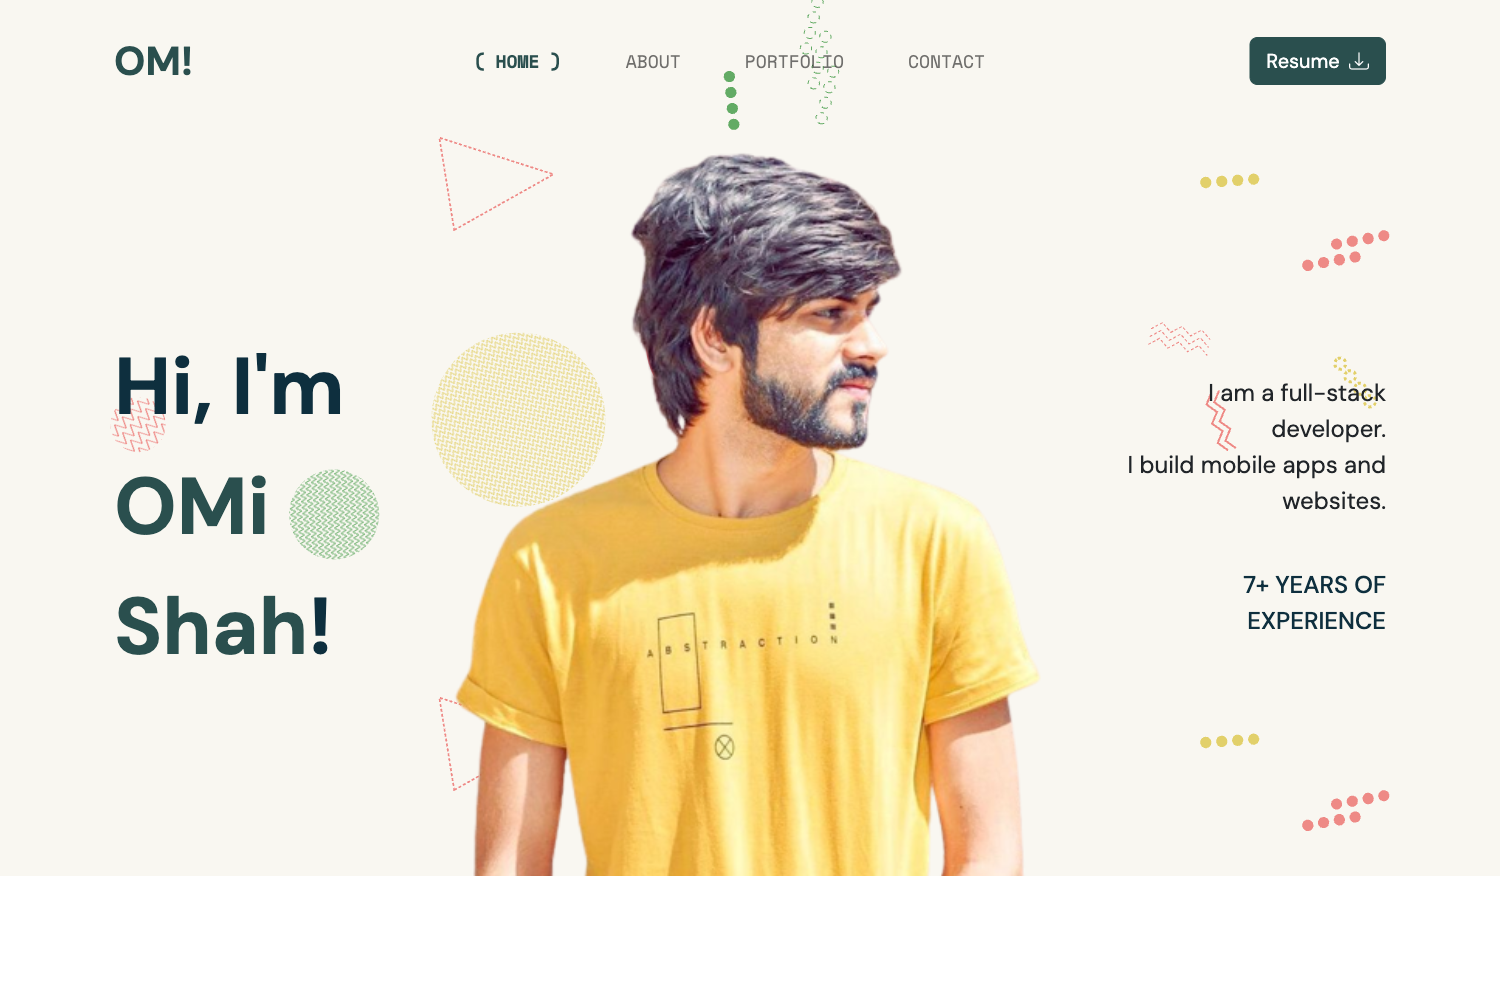 OM!
( HOME )
ABOUT
PORTFOLIO
CONTACT
Resume
Hi, I'm
OMi
Shah!
I am a full-stack
developer.
I build mobile apps and
websites.
7+ YEARS OF
EXPERIENCE
ABSTRACTION